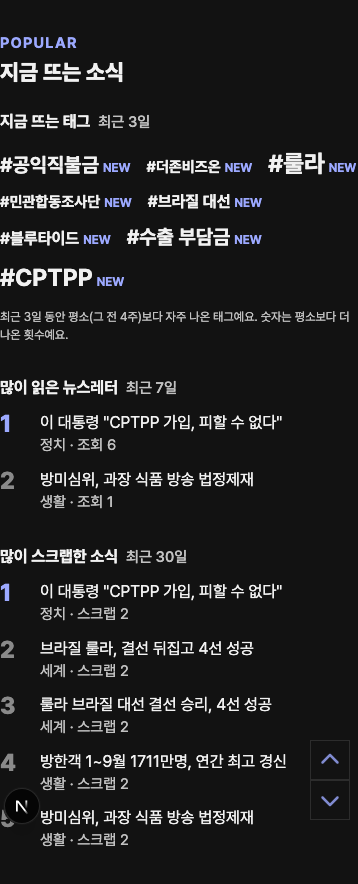 POPULAR
지금 뜨는 소식
지금 뜨는 태그 최근 3일
#공익직불금 NEW #더존비즈온 NEW #룰라 NEW
#민관합동조사단 NEW #브라질 대선 NEW
#블루타이드 NEW #수출 부담금 NEW
#CPTPP NEW
최근 3일 동안 평소(그 전 4주)보다 자주 나온 태그예요. 숫자는 평소보다 더
나온 횟수예요.
많이 읽은 뉴스레터 최근 7일
1 이 대통령 "CPTPP 가입, 피할 수 없다"
정치 · 조회 6
2 방미심위, 과장 식품 방송 법정제재
생활 · 조회 1
많이 스크랩한 소식 최근 30일
1 이 대통령 "CPTPP 가입, 피할 수 없다"
정치 · 스크랩 2
2 브라질 룰라, 결선 뒤집고 4선 성공
세계 · 스크랩 2
3 룰라 브라질 대선 결선 승리, 4선 성공
세계 · 스크랩 2
4 방한객 1~9월 1711만명, 연간 최고 경신
생활 · 스크랩 2
N 5 방미심위, 과장 식품 방송 법정제재
생활 · 스크랩 2